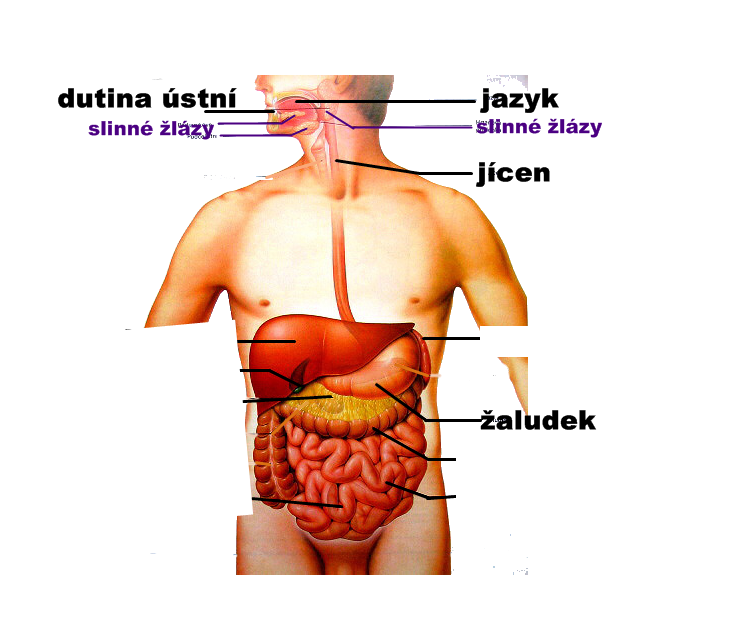 dutina ústní
jazyk
slinné žlázy
slinné žlázy
jícen
žaludek